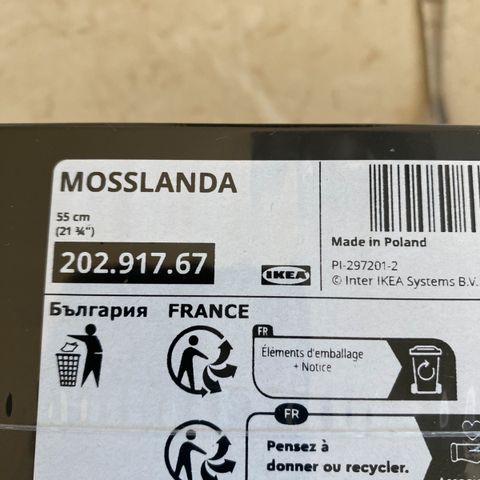 MOSSLANDA
55 cm
(21 ¾")
202.917.67
IKEA
Made in Poland
PI-297201-2
© Inter IKEA Systems B.V.
България
FRANCE
FR
Éléments d'emballage
+ Notice
FR
Pensez à
donner ou recycler.